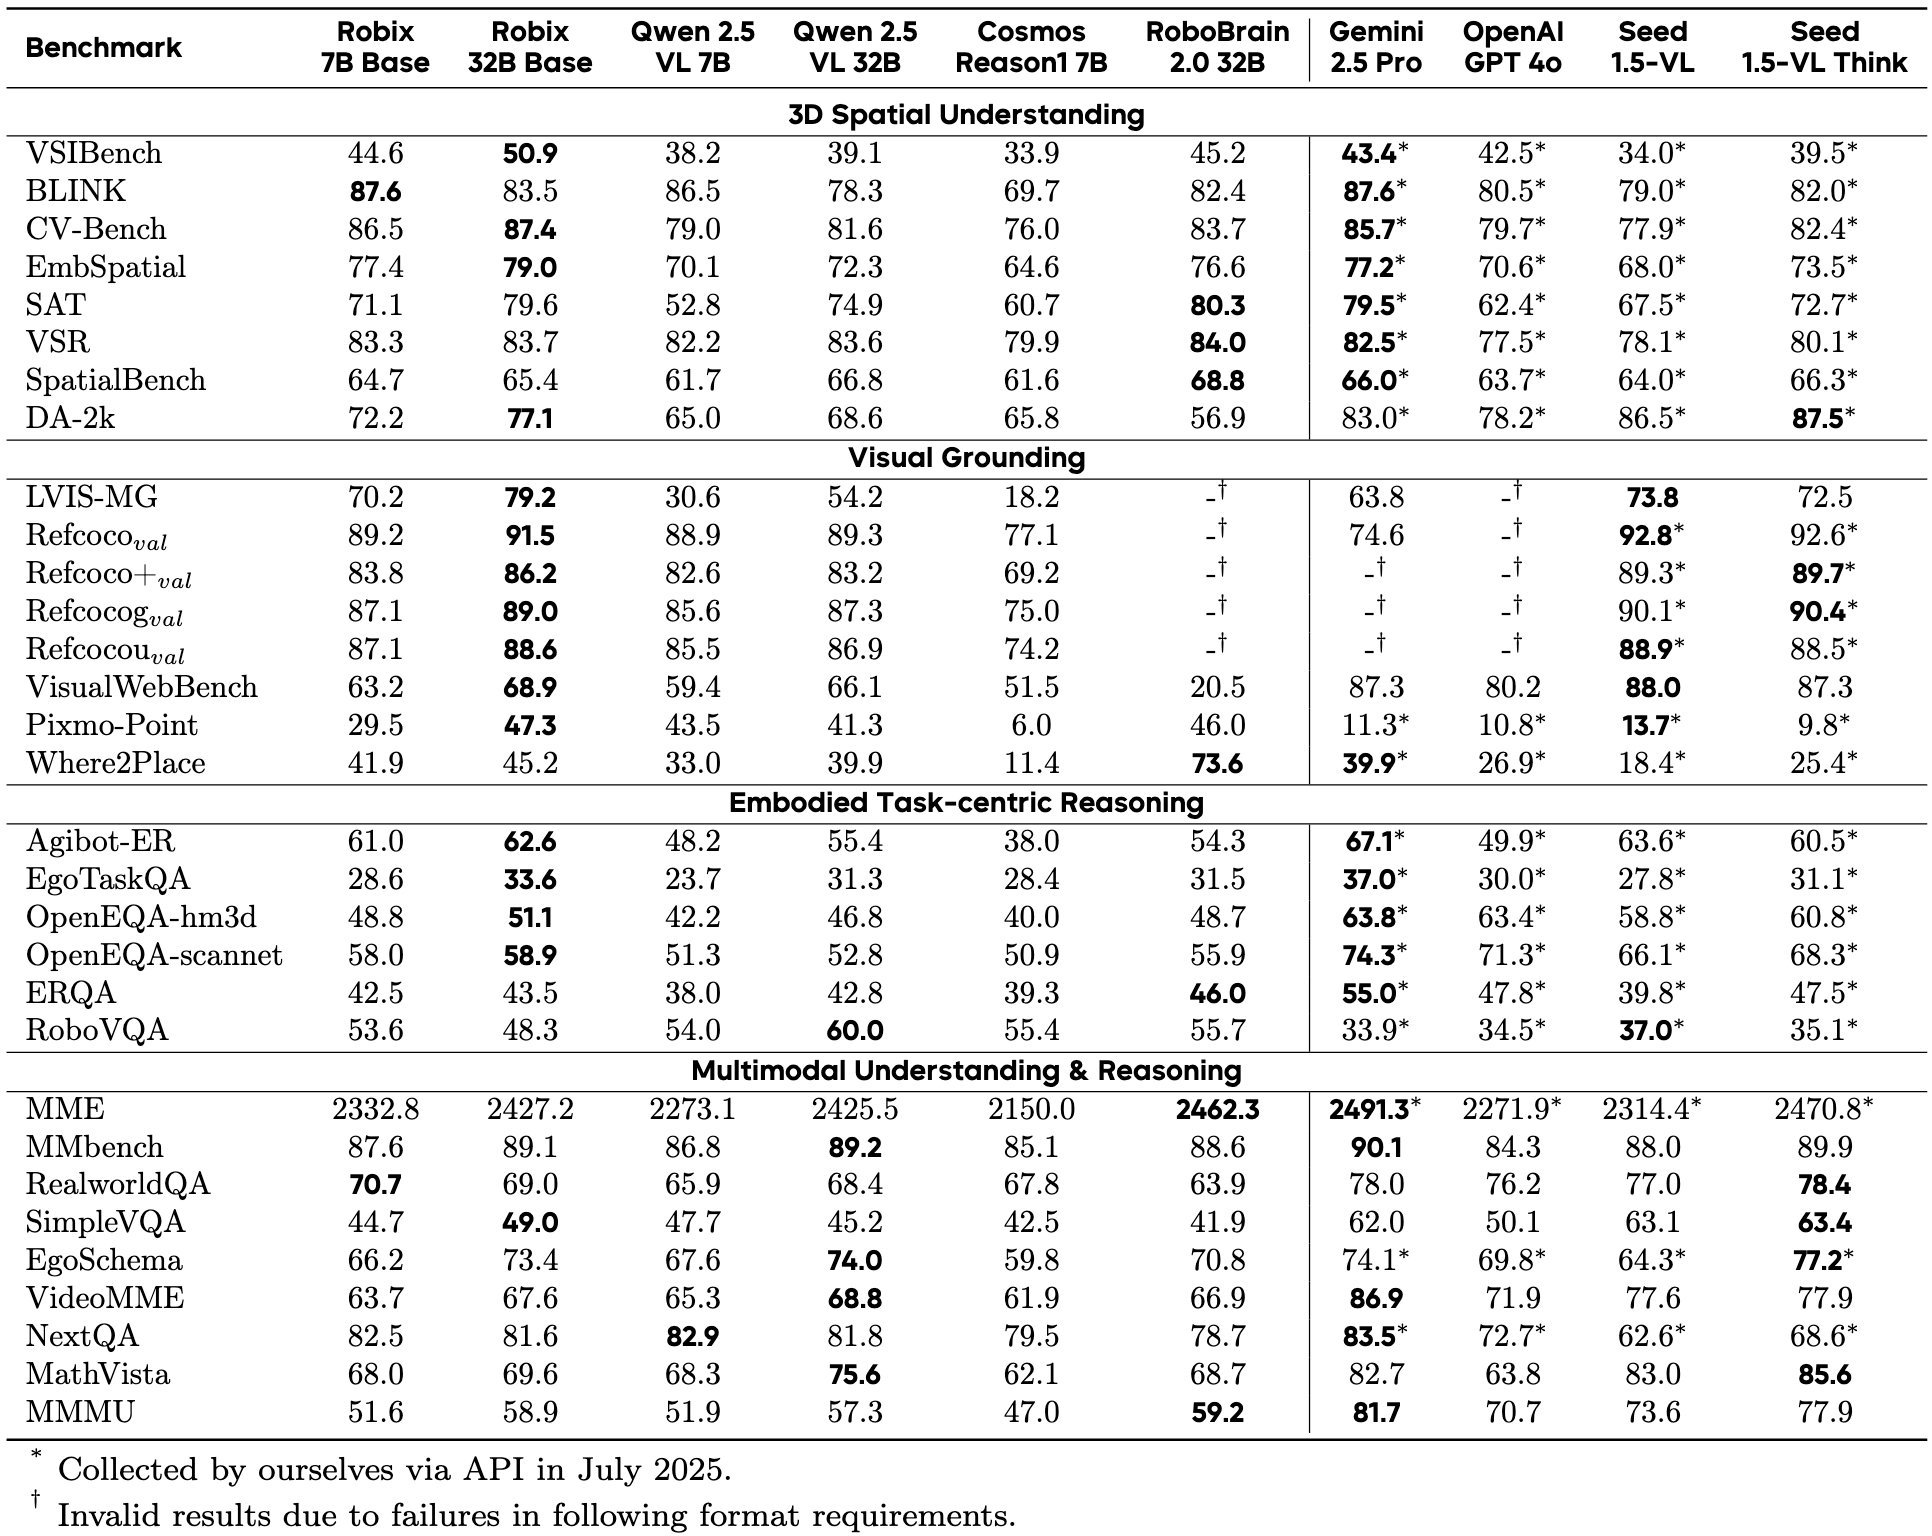 Benchmark Robix 7B Base Robix 32B Base Qwen 2.5 VL 7B Qwen 2.5 VL 32B Cosmos Reason1 7B RoboBrain 2.0 32B Gemini 2.5 Pro OpenAI GPT 4o Seed 1.5-VL Seed 1.5-VL Think
3D Spatial Understanding
VSIBench 44.6 50.9 38.2 39.1 33.9 45.2 43.4* 42.5* 34.0* 39.5*
BLINK 87.6 83.5 86.5 78.3 69.7 82.4 87.6* 80.5* 79.0* 82.0*
CV-Bench 86.5 87.4 79.0 81.6 76.0 83.7 85.7* 79.7* 77.9* 82.4*
EmbSpatial 77.4 79.0 70.1 72.3 64.6 76.6 77.2* 70.6* 68.0* 73.5*
SAT 71.1 79.6 52.8 74.9 60.7 80.3 79.5* 62.4* 67.5* 72.7*
VSR 83.3 83.7 82.2 83.6 79.9 84.0 82.5* 77.5* 78.1* 80.1*
SpatialBench 64.7 65.4 61.7 66.8 61.6 68.8 66.0* 63.7* 64.0* 66.3*
DA-2k 72.2 77.1 65.0 68.6 65.8 56.9 83.0* 78.2* 86.5* 87.5*
Visual Grounding
LVIS-MG 70.2 79.2 30.6 54.2 18.2 -† 63.8 -† 73.8 72.5
Refcoco val 89.2 91.5 88.9 89.3 77.1 -† 74.6 -† 92.8* 92.6*
Refcoco+ val 83.8 86.2 82.6 83.2 69.2 -† -† -† 89.3* 89.7*
Refcocog val 87.1 89.0 85.6 87.3 75.0 -† -† -† 90.1* 90.4*
Refcocou val 87.1 88.6 85.5 86.9 74.2 -† -† -† 88.9* 88.5*
VisualWebBench 63.2 68.9 59.4 66.1 51.5 20.5 87.3 80.2 88.0 87.3
Pixmo-Point 29.5 47.3 43.5 41.3 6.0 46.0 11.3* 10.8* 13.7* 9.8*
Where2Place 41.9 45.2 33.0 39.9 11.4 73.6 39.9* 26.9* 18.4* 25.4*
Embodied Task-centric Reasoning
Agibot-ER 61.0 62.6 48.2 55.4 38.0 54.3 67.1* 49.9* 63.6* 60.5*
EgoTaskQA 28.6 33.6 23.7 31.3 28.4 31.5 37.0* 30.0* 27.8* 31.1*
OpenEQA-hm3d 48.8 51.1 42.2 46.8 40.0 48.7 63.8* 63.4* 58.8* 60.8*
OpenEQA-scannet 58.0 58.9 51.3 52.8 50.9 55.9 74.3* 71.3* 66.1* 68.3*
ERQA 42.5 43.5 38.0 42.8 39.3 46.0 55.0* 47.8* 39.8* 47.5*
RoboVQA 53.6 48.3 54.0 60.0 55.4 55.7 33.9* 34.5* 37.0* 35.1*
Multimodal Understanding & Reasoning
MME 2332.8 2427.2 2273.1 2425.5 2150.0 2462.3 2491.3* 2271.9* 2314.4* 2470.8*
MMbench 87.6 89.1 86.8 89.2 85.1 88.6 90.1 84.3 88.0 89.9
RealworldQA 70.7 69.0 65.9 68.4 67.8 63.9 78.0 76.2 77.0 78.4
SimpleVQA 44.7 49.0 47.7 45.2 42.5 41.9 62.0 50.1 63.1 63.4
EgoSchema 66.2 73.4 67.6 74.0 59.8 70.8 74.1* 69.8* 64.3* 77.2*
VideoMME 63.7 67.6 65.3 68.8 61.9 66.9 86.9 71.9 77.6 77.9
NextQA 82.5 81.6 82.9 81.8 79.5 78.7 83.5* 72.7* 62.6* 68.6*
MathVista 68.0 69.6 68.3 75.6 62.1 68.7 82.7 63.8 83.0 85.6
MMMU 51.6 58.9 51.9 57.3 47.0 59.2 81.7 70.7 73.6 77.9
* Collected by ourselves via API in July 2025.
† Invalid results due to failures in following format requirements.